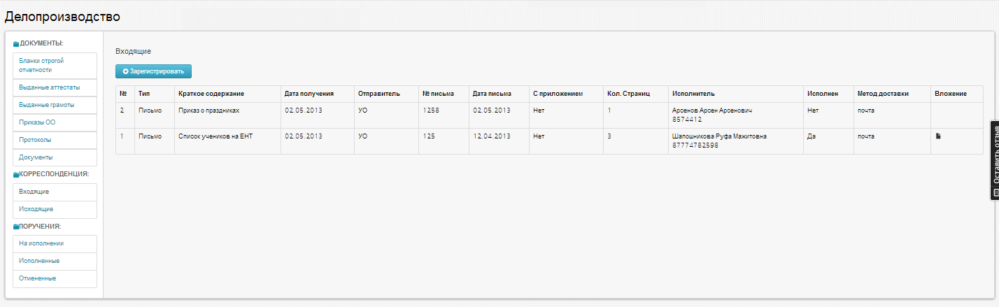 Делопроизводство
ДОКУМЕНТЫ:
Бланки строгой
отчетности
Выданные аттестаты
Выданные грамоты
Приказы ОО
Протоколы
Документы
КОРРЕСПОНДЕНЦИЯ:
Входящие
Исходящие
ПОРУЧЕНИЯ:
На исполнении
Исполненные
Отмененные
Входящие
Зарегистрировать
№ Тип Краткое содержание Дата получения Отправитель № письма Дата письма С приложением Кол. Страниц Исполнитель Исполнен Метод доставки Вложение
2 Письмо Приказ о праздниках 02.05.2013 УО 1258 02.05.2013 Нет 1 Арсенов Арсен Арсенович Нет почта
8574412
1 Письмо Список учеников на ЕНТ 02.05.2013 УО 125 12.04.2013 Нет 3 Шапошникова Руфа Мажитовна Да почта
87774782598
Оставить отзыв